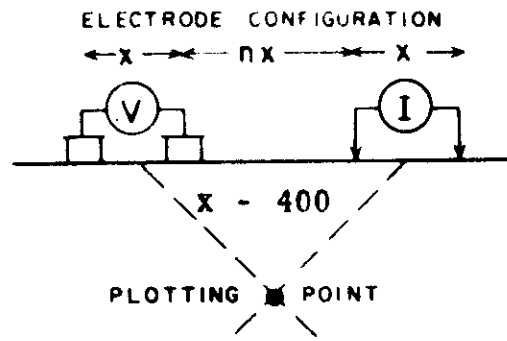 ELECTRODE CONFIGURATION
x nx x
V I
x - 400
PLOTTING POINT